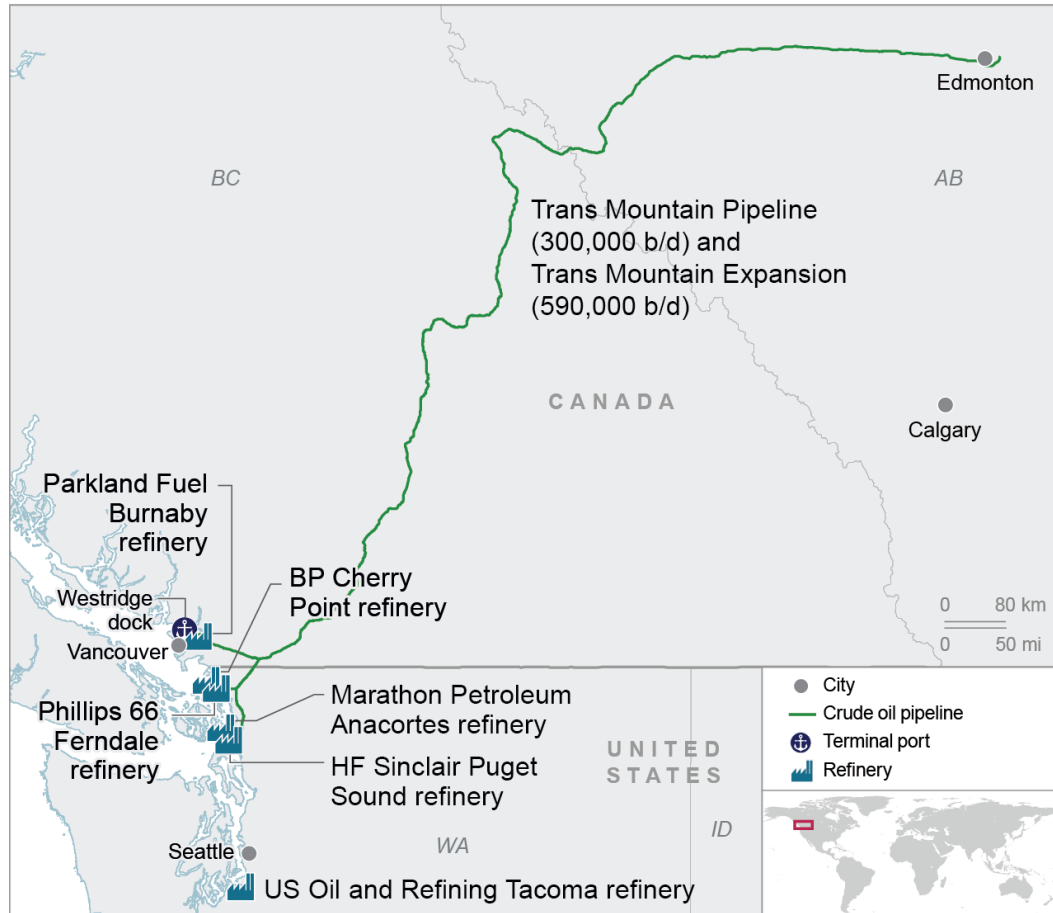 Edmonton
BC
AB
Trans Mountain Pipeline
(300,000 b/d) and
Trans Mountain Expansion
(590,000 b/d)
CANADA
Calgary
Parkland Fuel
Burnaby
refinery
BP Cherry
Point refinery
Westridge
dock
Vancouver
0 80 km
0 50 mi
Phillips 66
Ferndale
refinery
Marathon Petroleum
Anacortes refinery
HF Sinclair Puget
Sound refinery
UNITED
STATES
City
Crude oil pipeline
Terminal port
Refinery
Seattle
WA
ID
US Oil and Refining Tacoma refinery